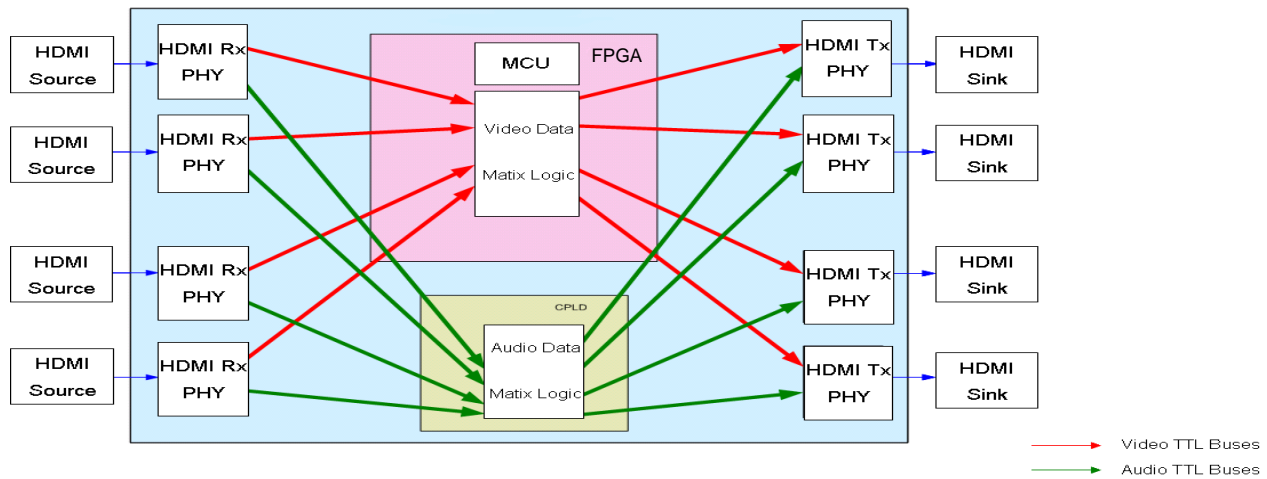 HDMI
Source
HDMI
Source
HDMI
Source
HDMI
Source
HDMI Rx
PHY
HDMI Rx
PHY
HDMI Rx
PHY
HDMI Rx
PHY
FPGA
MCU
Video Data
Matix Logic
CPLD
Audio Data
Matix Logic
HDMI Tx
PHY
HDMI Tx
PHY
HDMI Tx
PHY
HDMI Tx
PHY
HDMI
Sink
HDMI
Sink
HDMI
Sink
HDMI
Sink
Video TTL Buses
Audio TTL Buses